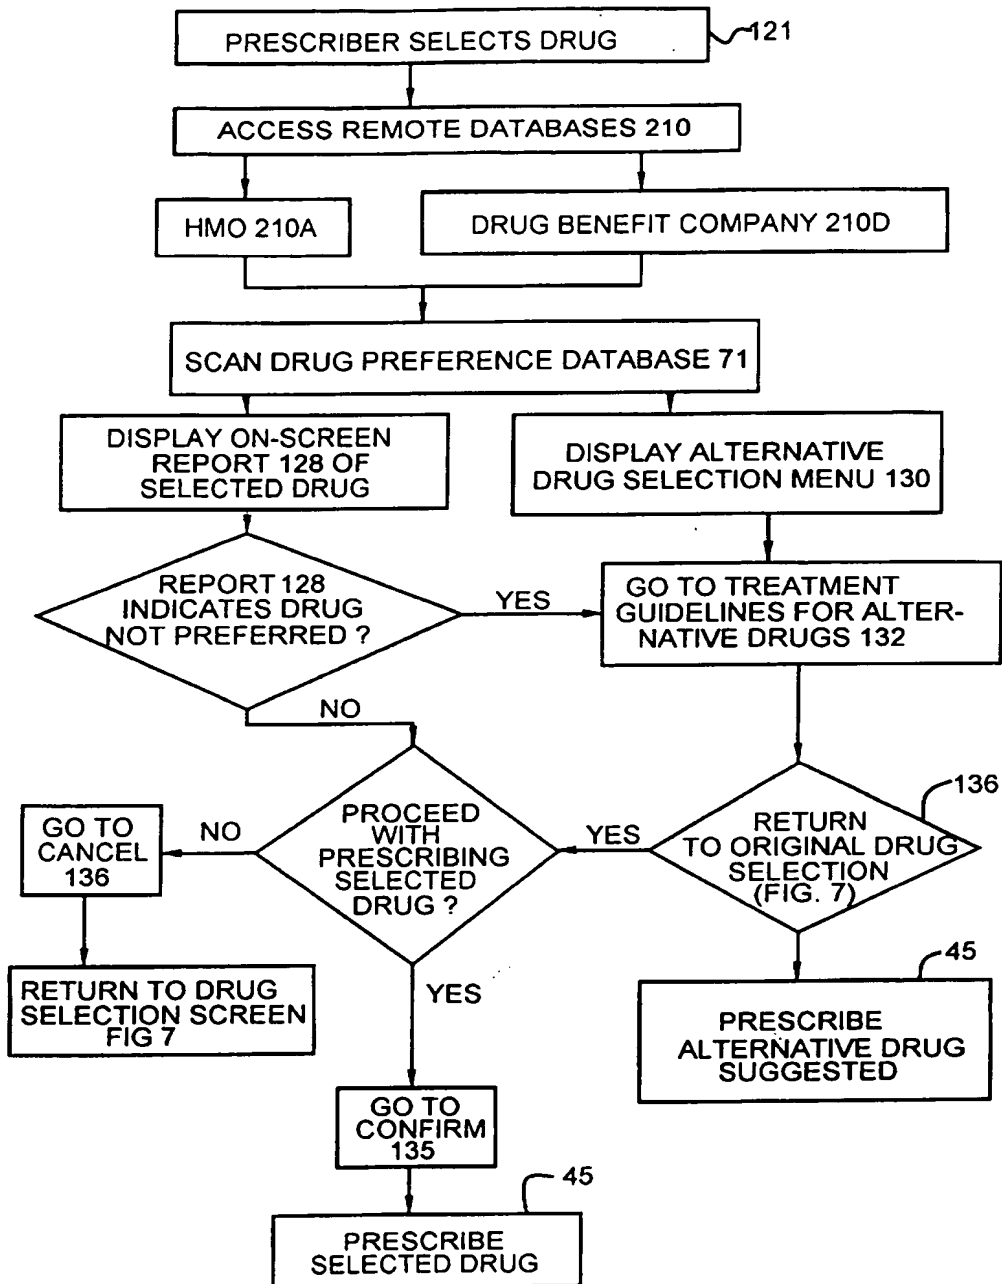 PRESCRIBER SELECTS DRUG
121
ACCESS REMOTE DATABASES 210
HMO 210A
DRUG BENEFIT COMPANY 210D
SCAN DRUG PREFERENCE DATABASE 71
DISPLAY ON-SCREEN
REPORT 128 OF
SELECTED DRUG
DISPLAY ALTERNATIVE
DRUG SELECTION MENU 130
REPORT 128
INDICATES DRUG
NOT PREFERRED ?
YES
GO TO TREATMENT
GUIDELINES FOR ALTER-
NATIVE DRUGS 132
NO
136
RETURN
TO ORIGINAL DRUG
SELECTION
(FIG. 7)
YES
PROCEED
WITH
PRESCRIBING
SELECTED
DRUG ?
NO
GO TO
CANCEL
136
RETURN TO DRUG
SELECTION SCREEN
FIG 7
YES
45
PRESCRIBE
ALTERNATIVE DRUG
SUGGESTED
GO TO
CONFIRM
135
45
PRESCRIBE
SELECTED DRUG